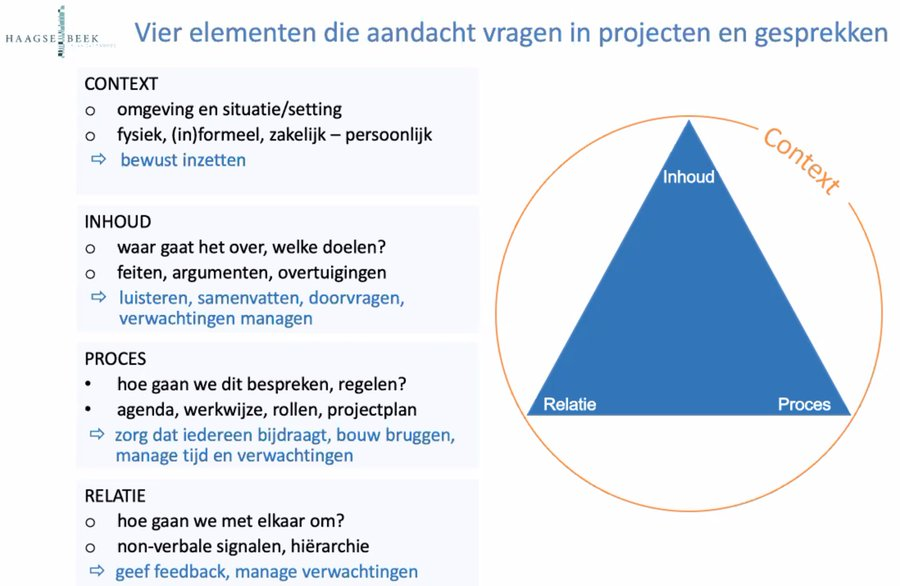 HAAGSE BEEK
Vier elementen die aandacht vragen in projecten en gesprekken
CONTEXT
o omgeving en situatie/setting
o fysiek, (in)formeel, zakelijk – persoonlijk
⇨ bewust inzetten
INHOUD
o waar gaat het over, welke doelen?
o feiten, argumenten, overtuigingen
⇨ luisteren, samenvatten, doorvragen,
verwachtingen managen
PROCES
• hoe gaan we dit bespreken, regelen?
• agenda, werkwijze, rollen, projectplan
⇨ zorg dat iedereen bijdraagt, bouw bruggen,
manage tijd en verwachtingen
RELATIE
o hoe gaan we met elkaar om?
o non-verbale signalen, hiërarchie
⇨ geef feedback, manage verwachtingen
Context
Inhoud
Relatie
Proces